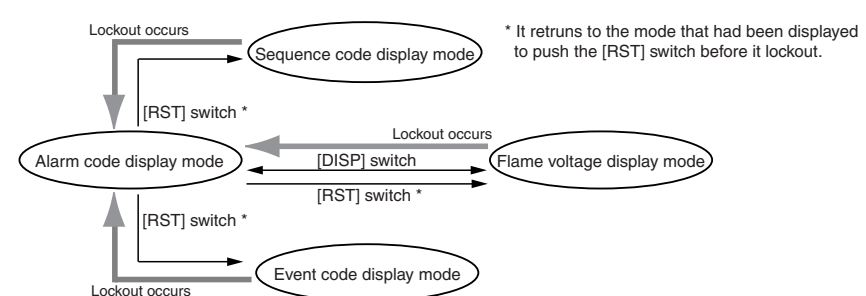 Lockout occurs
Sequence code display mode
* It retruns to the mode that had been displayed
to push the [RST] switch before it lockout.
[RST] switch *
Lockout occurs
Alarm code display mode
[DISP] switch
Flame voltage display mode
[RST] switch *
[RST] switch *
Event code display mode
Lockout occurs